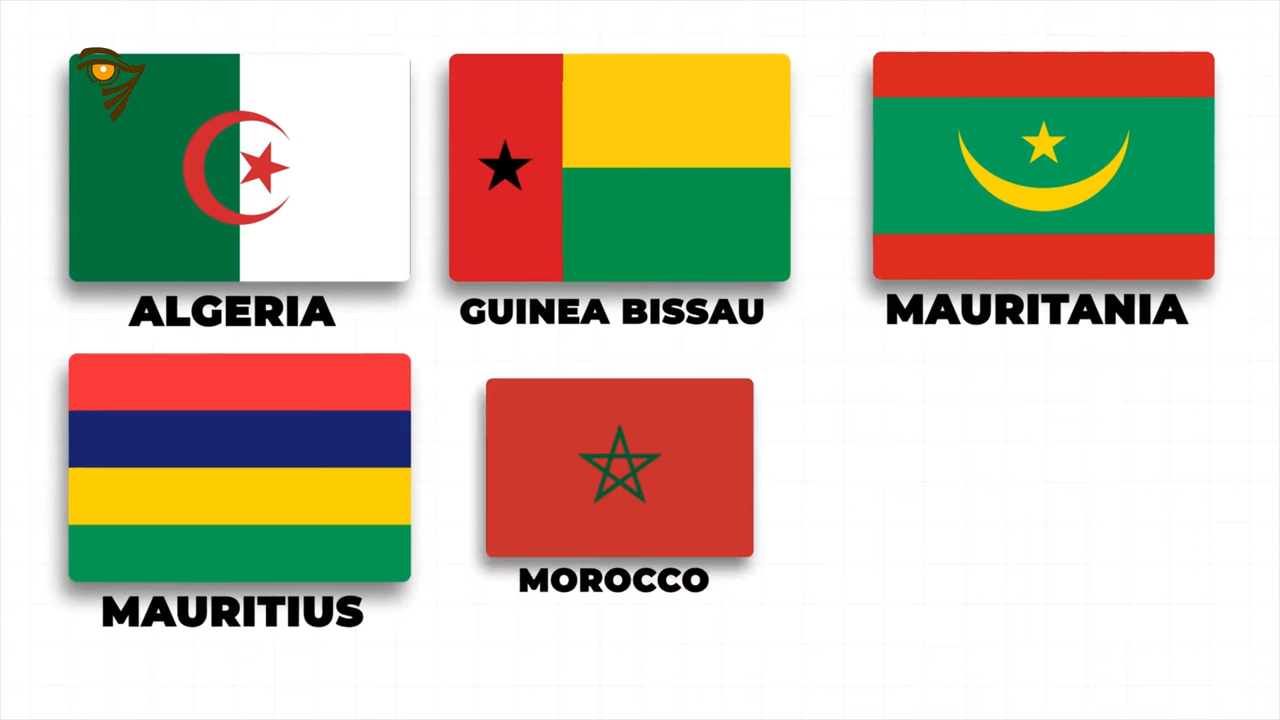 ALGERIA
GUINEA BISSAU
MAURITANIA
MAURITIUS
MOROCCO